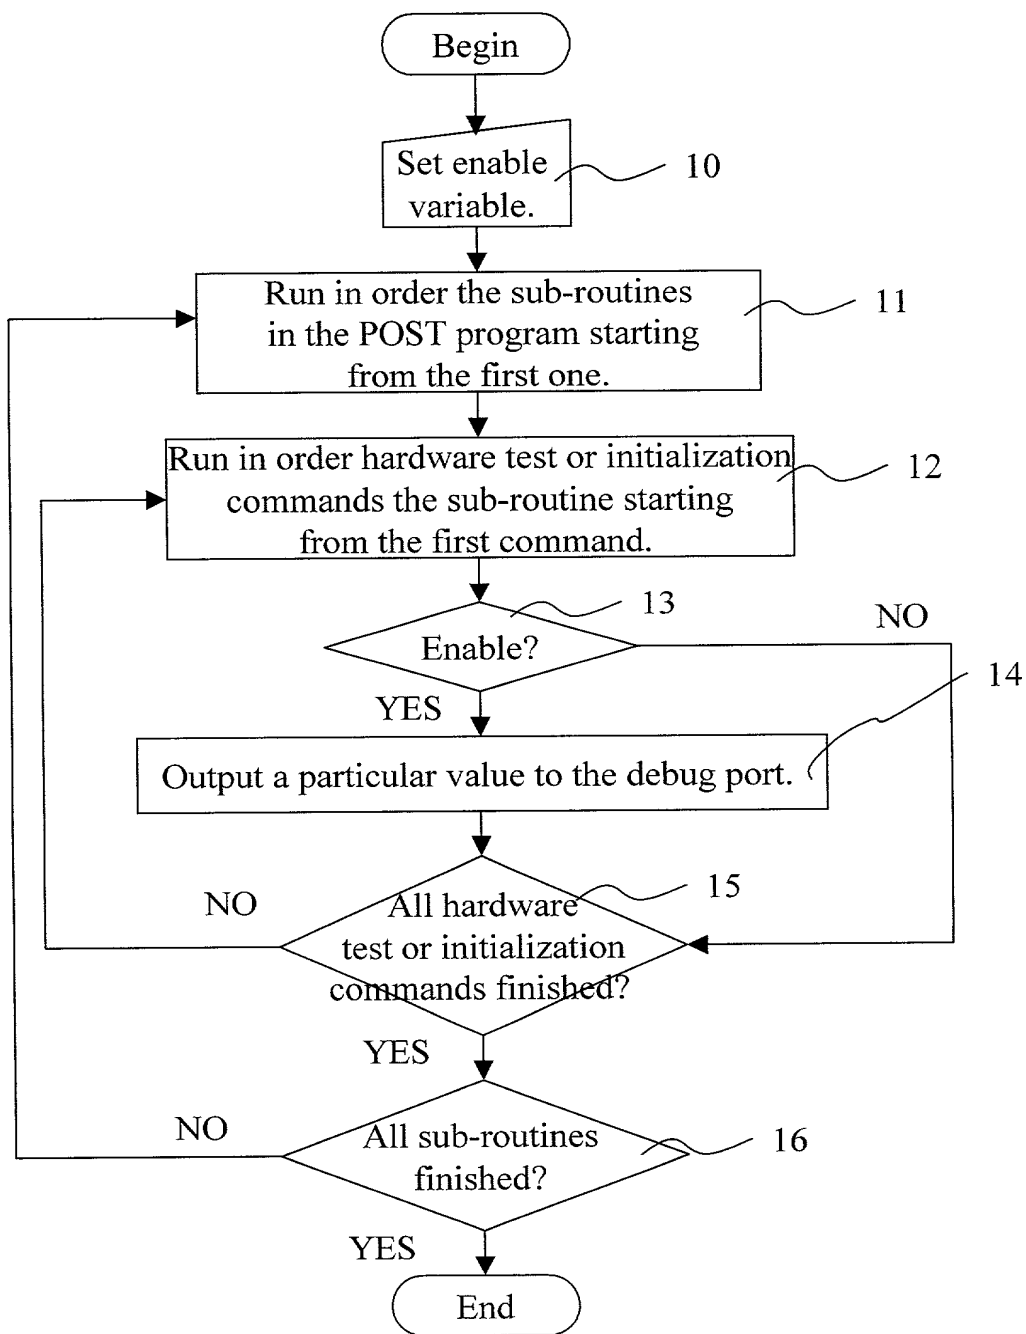 Begin
Set enable
variable.
10
Run in order the sub-routines
in the POST program starting
from the first one.
11
Run in order hardware test or initialization
commands the sub-routine starting
from the first command.
12
13
NO
Enable?
YES
14
Output a particular value to the debug port.
15
NO
All hardware
test or initialization
commands finished?
YES
NO
16
All sub-routines
finished?
YES
End